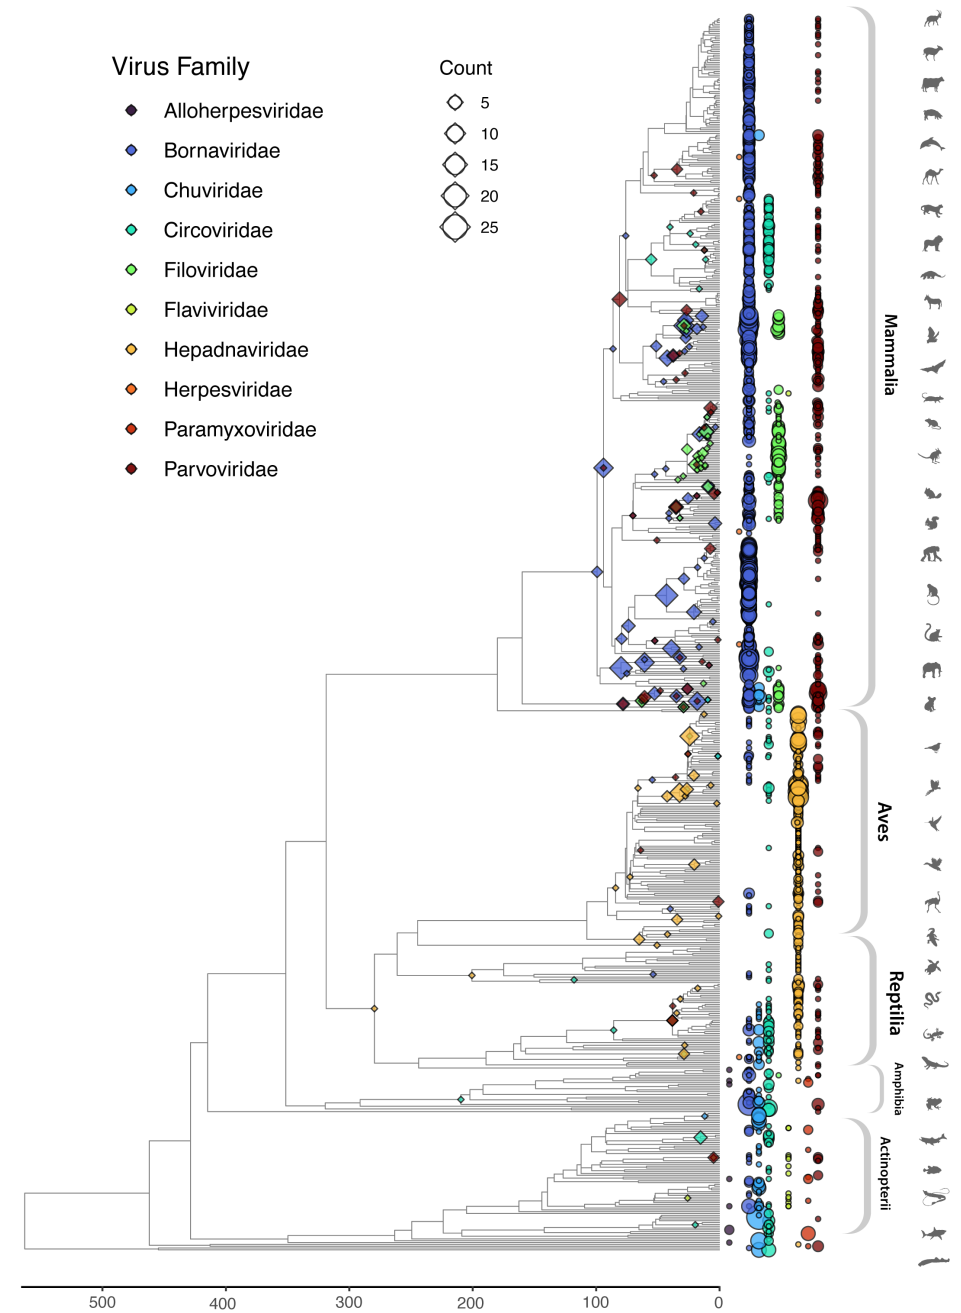 Virus Family
Alloherpesviridae
Bornaviridae
Chuviridae
Circoviridae
Filoviridae
Flaviviridae
Hepadnaviridae
Herpesviridae
Paramyxoviridae
Parvoviridae
Count
5
10
15
20
25
Mammalia
Aves
Reptilia
Amphibia
Actinopterii
500 400 300 200 100 0